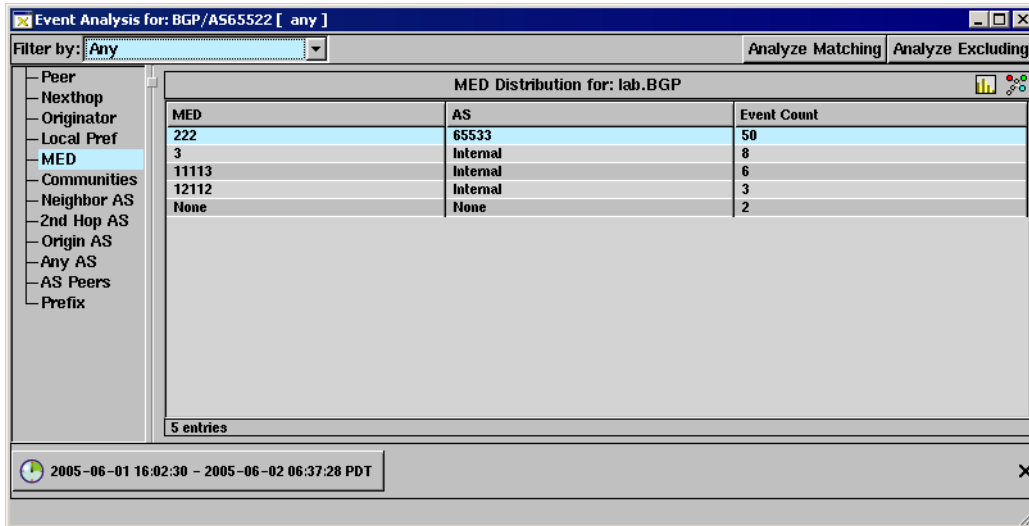 Event Analysis for: BGP/AS65522 [ any ]
Filter by: Any Analyze Matching Analyze Excluding
Peer
Nexthop
Originator
Local Pref
MED
Communities
Neighbor AS
2nd Hop AS
Origin AS
Any AS
AS Peers
Prefix
MED Distribution for: lab.BGP
MED AS Event Count
222 65533 50
3 Internal 8
11113 Internal 6
12112 Internal 3
None None 2
5 entries
2005-06-01 16:02:30 - 2005-06-02 06:37:28 PDT